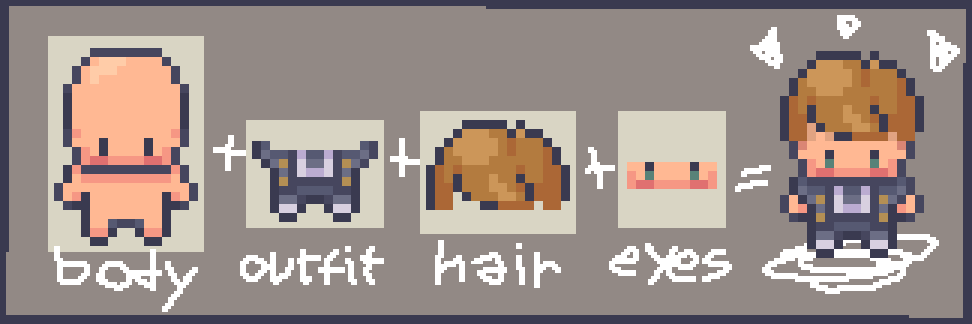 + + + =
body outfit hair eyes